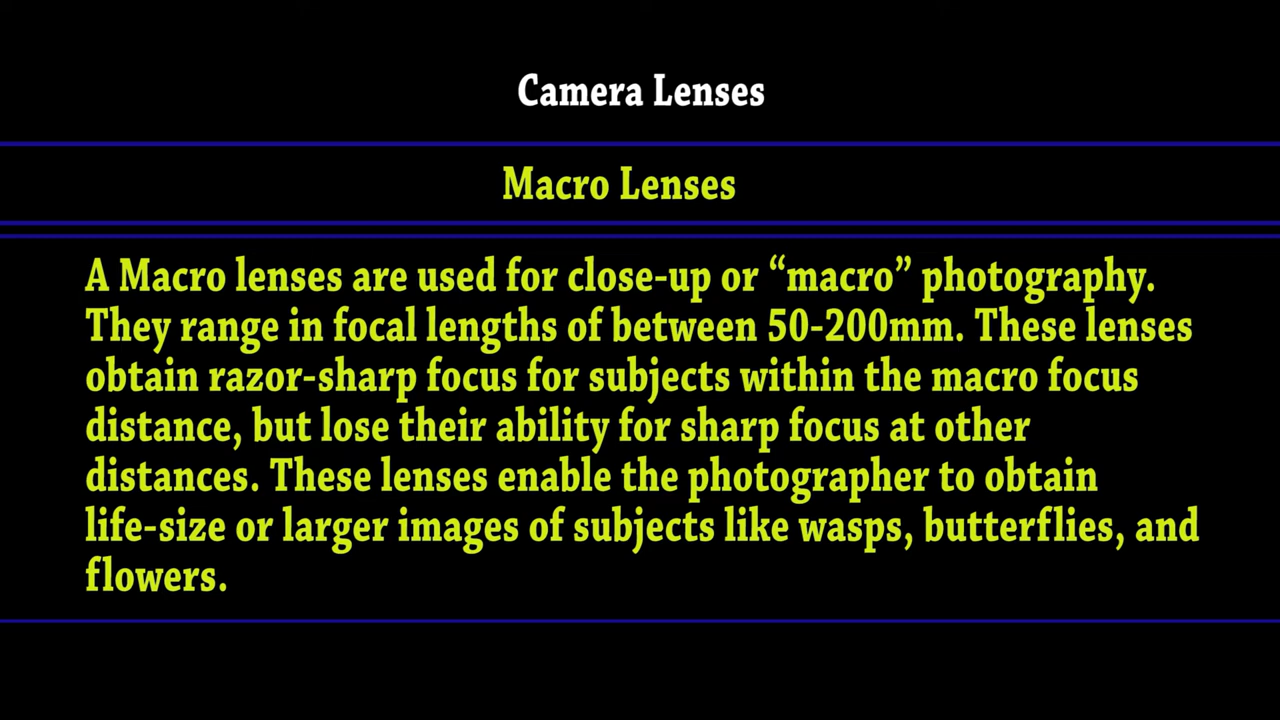 Camera Lenses
Macro Lenses
A Macro lenses are used for close-up or “macro” photography.
They range in focal lengths of between 50-200mm. These lenses
obtain razor-sharp focus for subjects within the macro focus
distance, but lose their ability for sharp focus at other
distances. These lenses enable the photographer to obtain
life-size or larger images of subjects like wasps, butterflies, and
flowers.